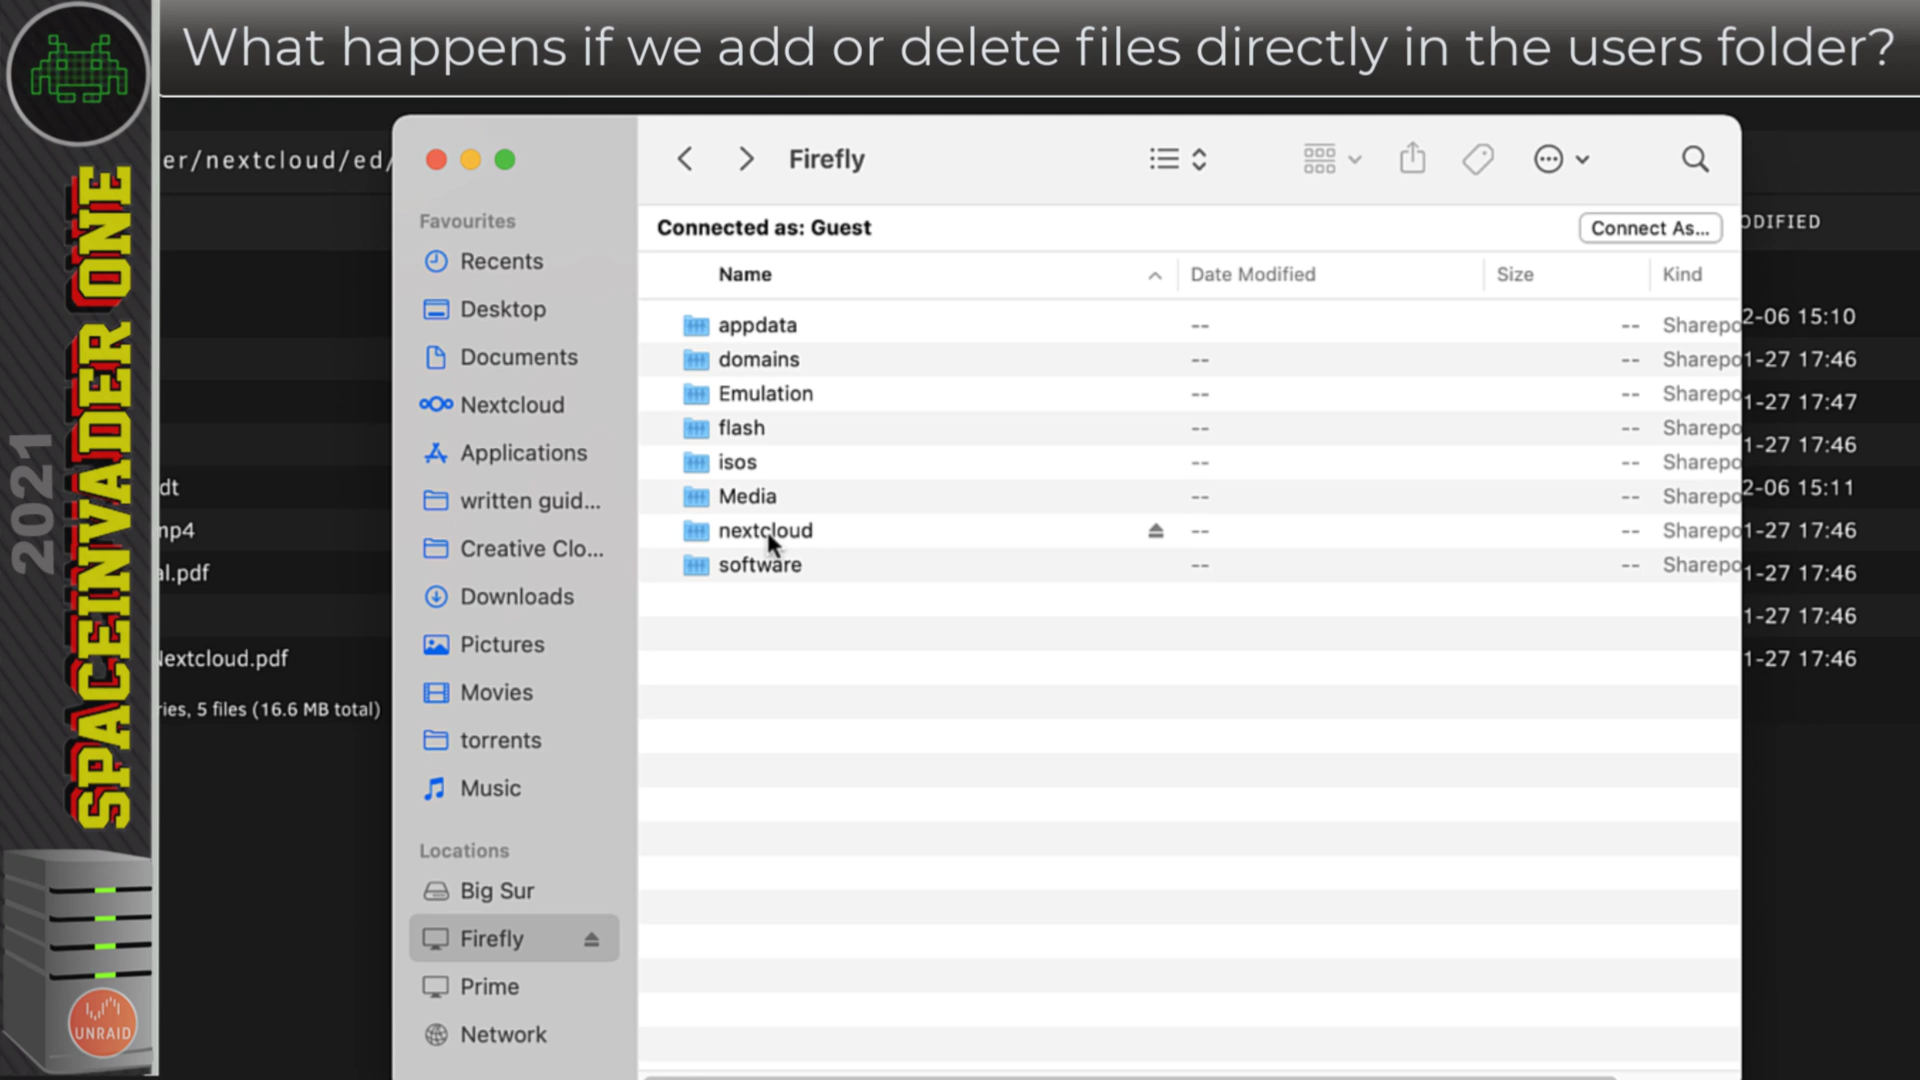 What happens if we add or delete files directly in the users folder?
2021
SPACEINVADER ONE
UNRAID
er/nextcloud/ed/
dt
mp4
al.pdf
Nextcloud.pdf
ries, 5 files (16.6 MB total)
Favourites
Recents
Desktop
Documents
Nextcloud
Applications
written guid...
Creative Clo...
Downloads
Pictures
Movies
torrents
Music
Locations
Big Sur
Firefly
Prime
Network
Firefly
Connected as: Guest
Connect As...
Name Date Modified Size Kind
appdata -- -- Sharepo
domains -- -- Sharepo
Emulation -- -- Sharepo
flash -- -- Sharepo
isos -- -- Sharepo
Media -- -- Sharepo
nextcloud -- -- Sharepo
software -- -- Sharepo
ODIFIED
2-06 15:10
1-27 17:46
1-27 17:47
1-27 17:46
2-06 15:11
1-27 17:46
1-27 17:46
1-27 17:46
1-27 17:46